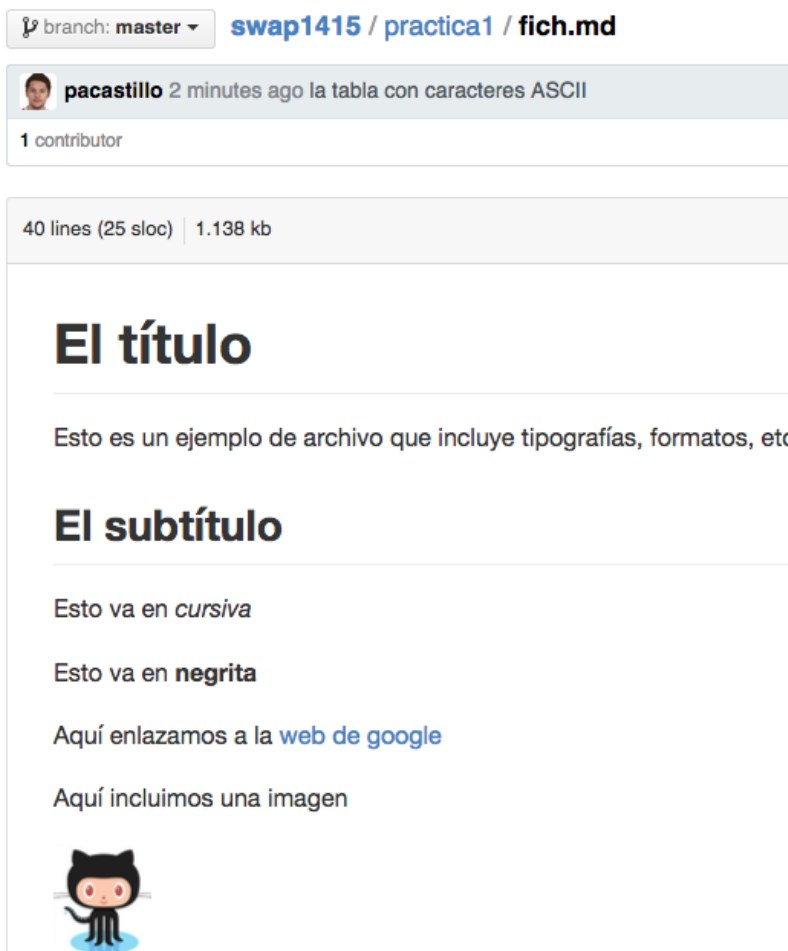 branch: master swap1415 / practica1 / fich.md
pacastillo 2 minutes ago la tabla con caracteres ASCII
1 contributor
40 lines (25 sloc) 1.138 kb
El título
Esto es un ejemplo de archivo que incluye tipografías, formatos,
El subtítulo
Esto va en cursiva
Esto va en negrita
Aquí enlazamos a la web de google
Aquí incluimos una imagen